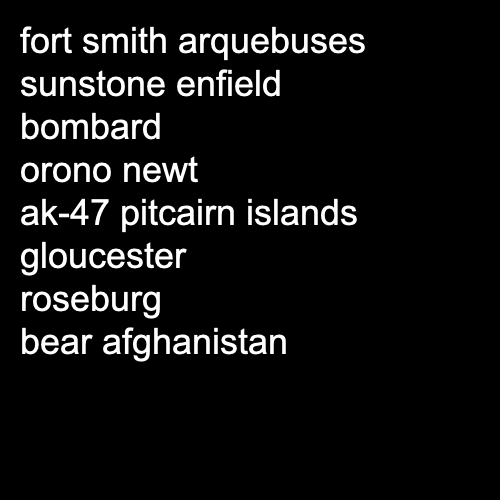 fort smith arquebuses
sunstone enfield
bombard
orono newt
ak-47 pitcairn islands
gloucester
roseburg
bear afghanistan